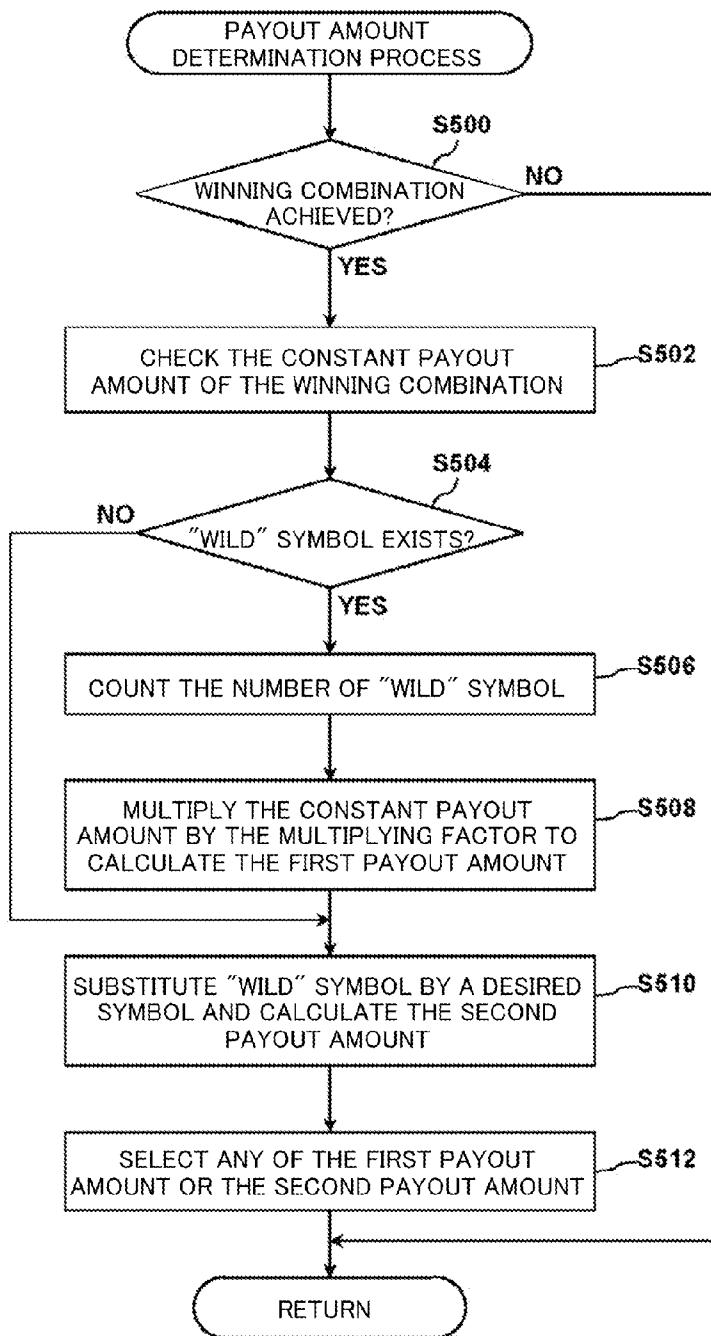 PAYOUT AMOUNT
DETERMINATION PROCESS
S500
WINNING COMBINATION
ACHIEVED?
NO
YES
CHECK THE CONSTANT PAYOUT
AMOUNT OF THE WINNING COMBINATION
S502
S504
NO
"WILD" SYMBOL EXISTS?
YES
COUNT THE NUMBER OF "WILD" SYMBOL
S506
MULTIPLY THE CONSTANT PAYOUT
AMOUNT BY THE MULTIPLYING FACTOR TO
CALCULATE THE FIRST PAYOUT AMOUNT
S508
SUBSTITUTE "WILD" SYMBOL BY A DESIRED
SYMBOL AND CALCULATE THE SECOND
PAYOUT AMOUNT
S510
SELECT ANY OF THE FIRST PAYOUT
AMOUNT OR THE SECOND PAYOUT AMOUNT
S512
RETURN